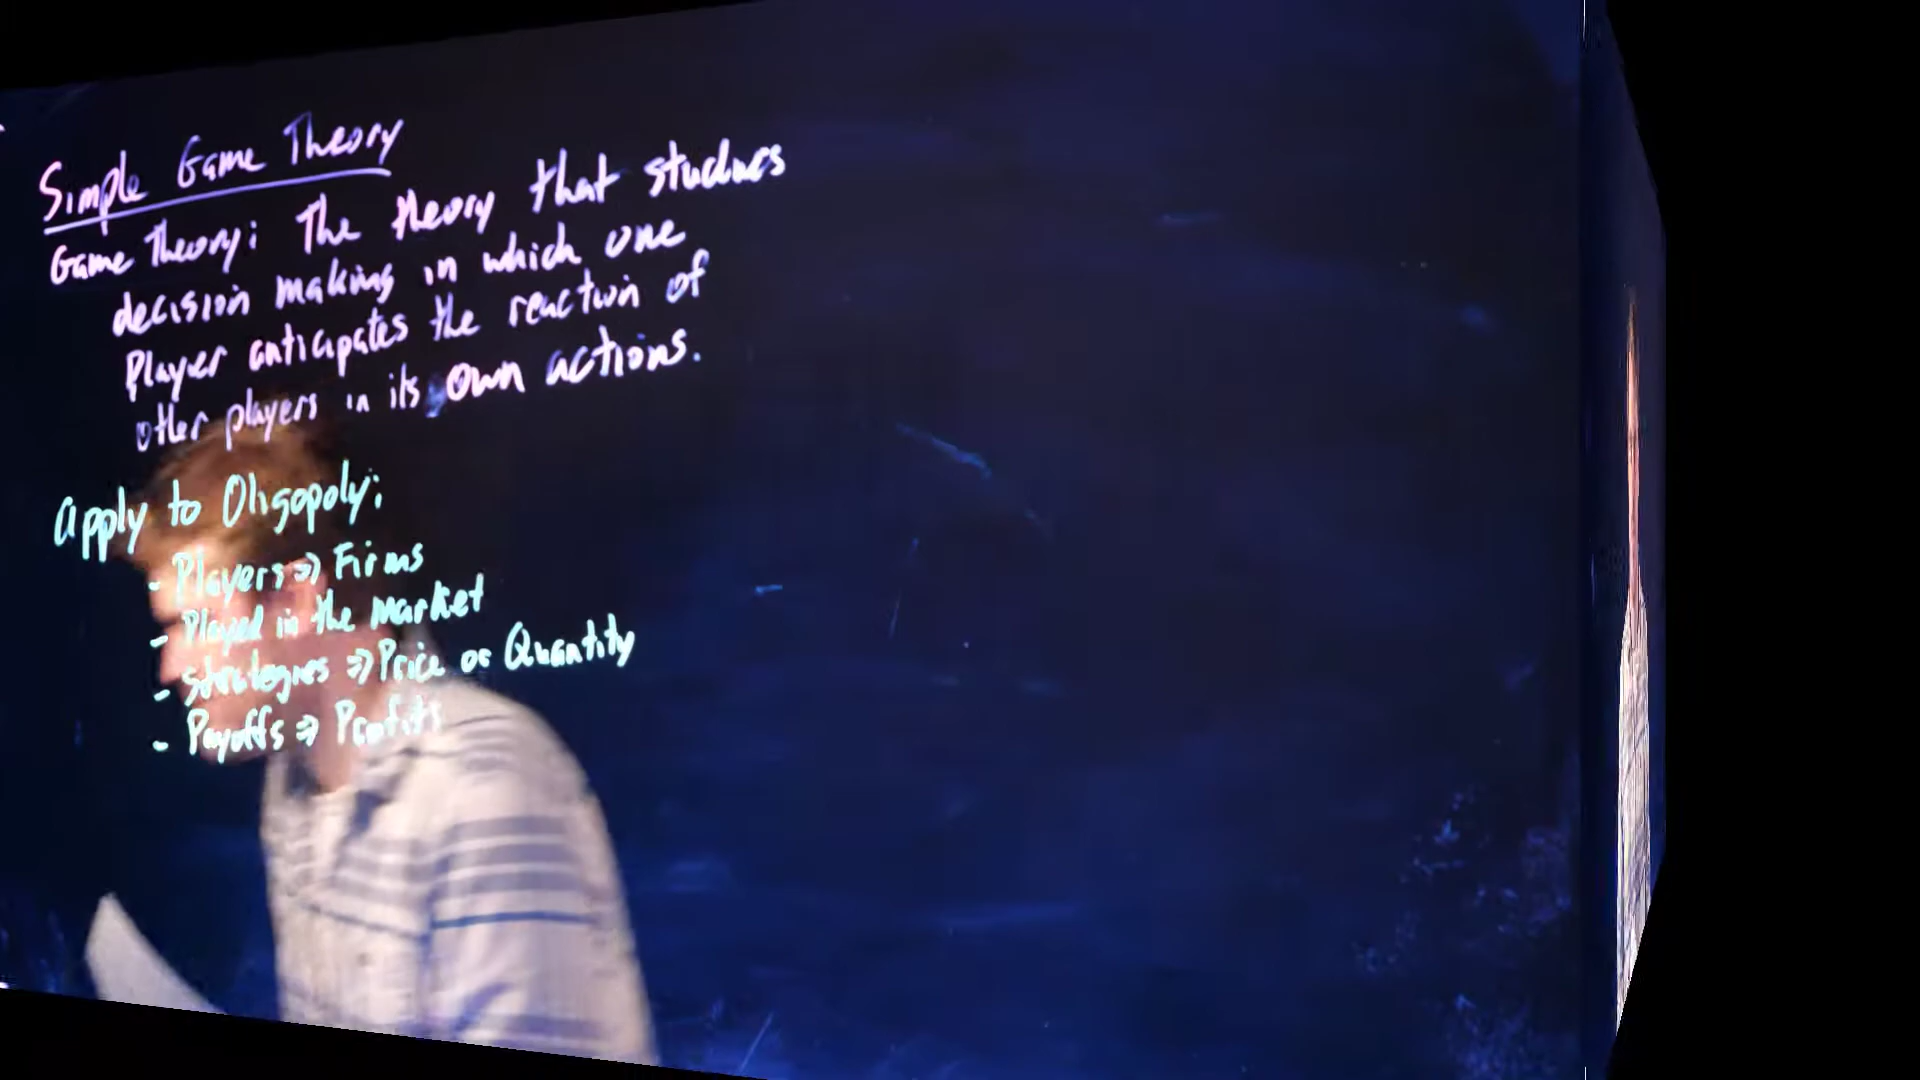 Simple Game Theory
Game Theory: The theory that studies
decision making in which one
Player anticipates the reaction of
other players in its own actions.
Apply to Oligopoly:
- Players ⇒ Firms
- Played in the market
- Strategies ⇒ Price or Quantity
- Payoffs ⇒ Profits